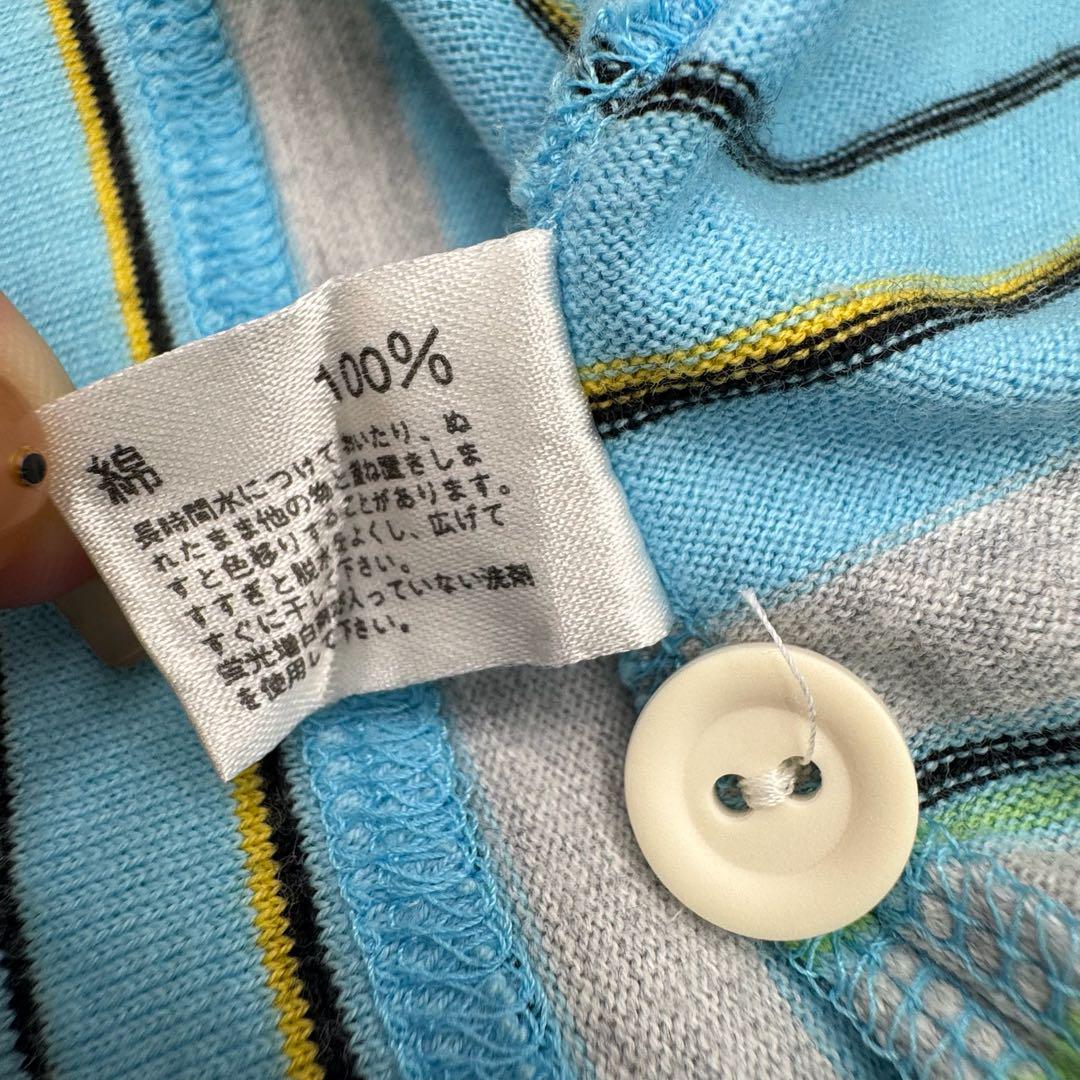 綿 100%
長時間水につけておいたり、ぬ
れたまま他の物と重ね置きしま
すと色移りすることがあります。
すすぎと脱水をよくし、広げて
すぐに干し下さい。
蛍光増白剤が入っていない洗剤
を使用して下さい。